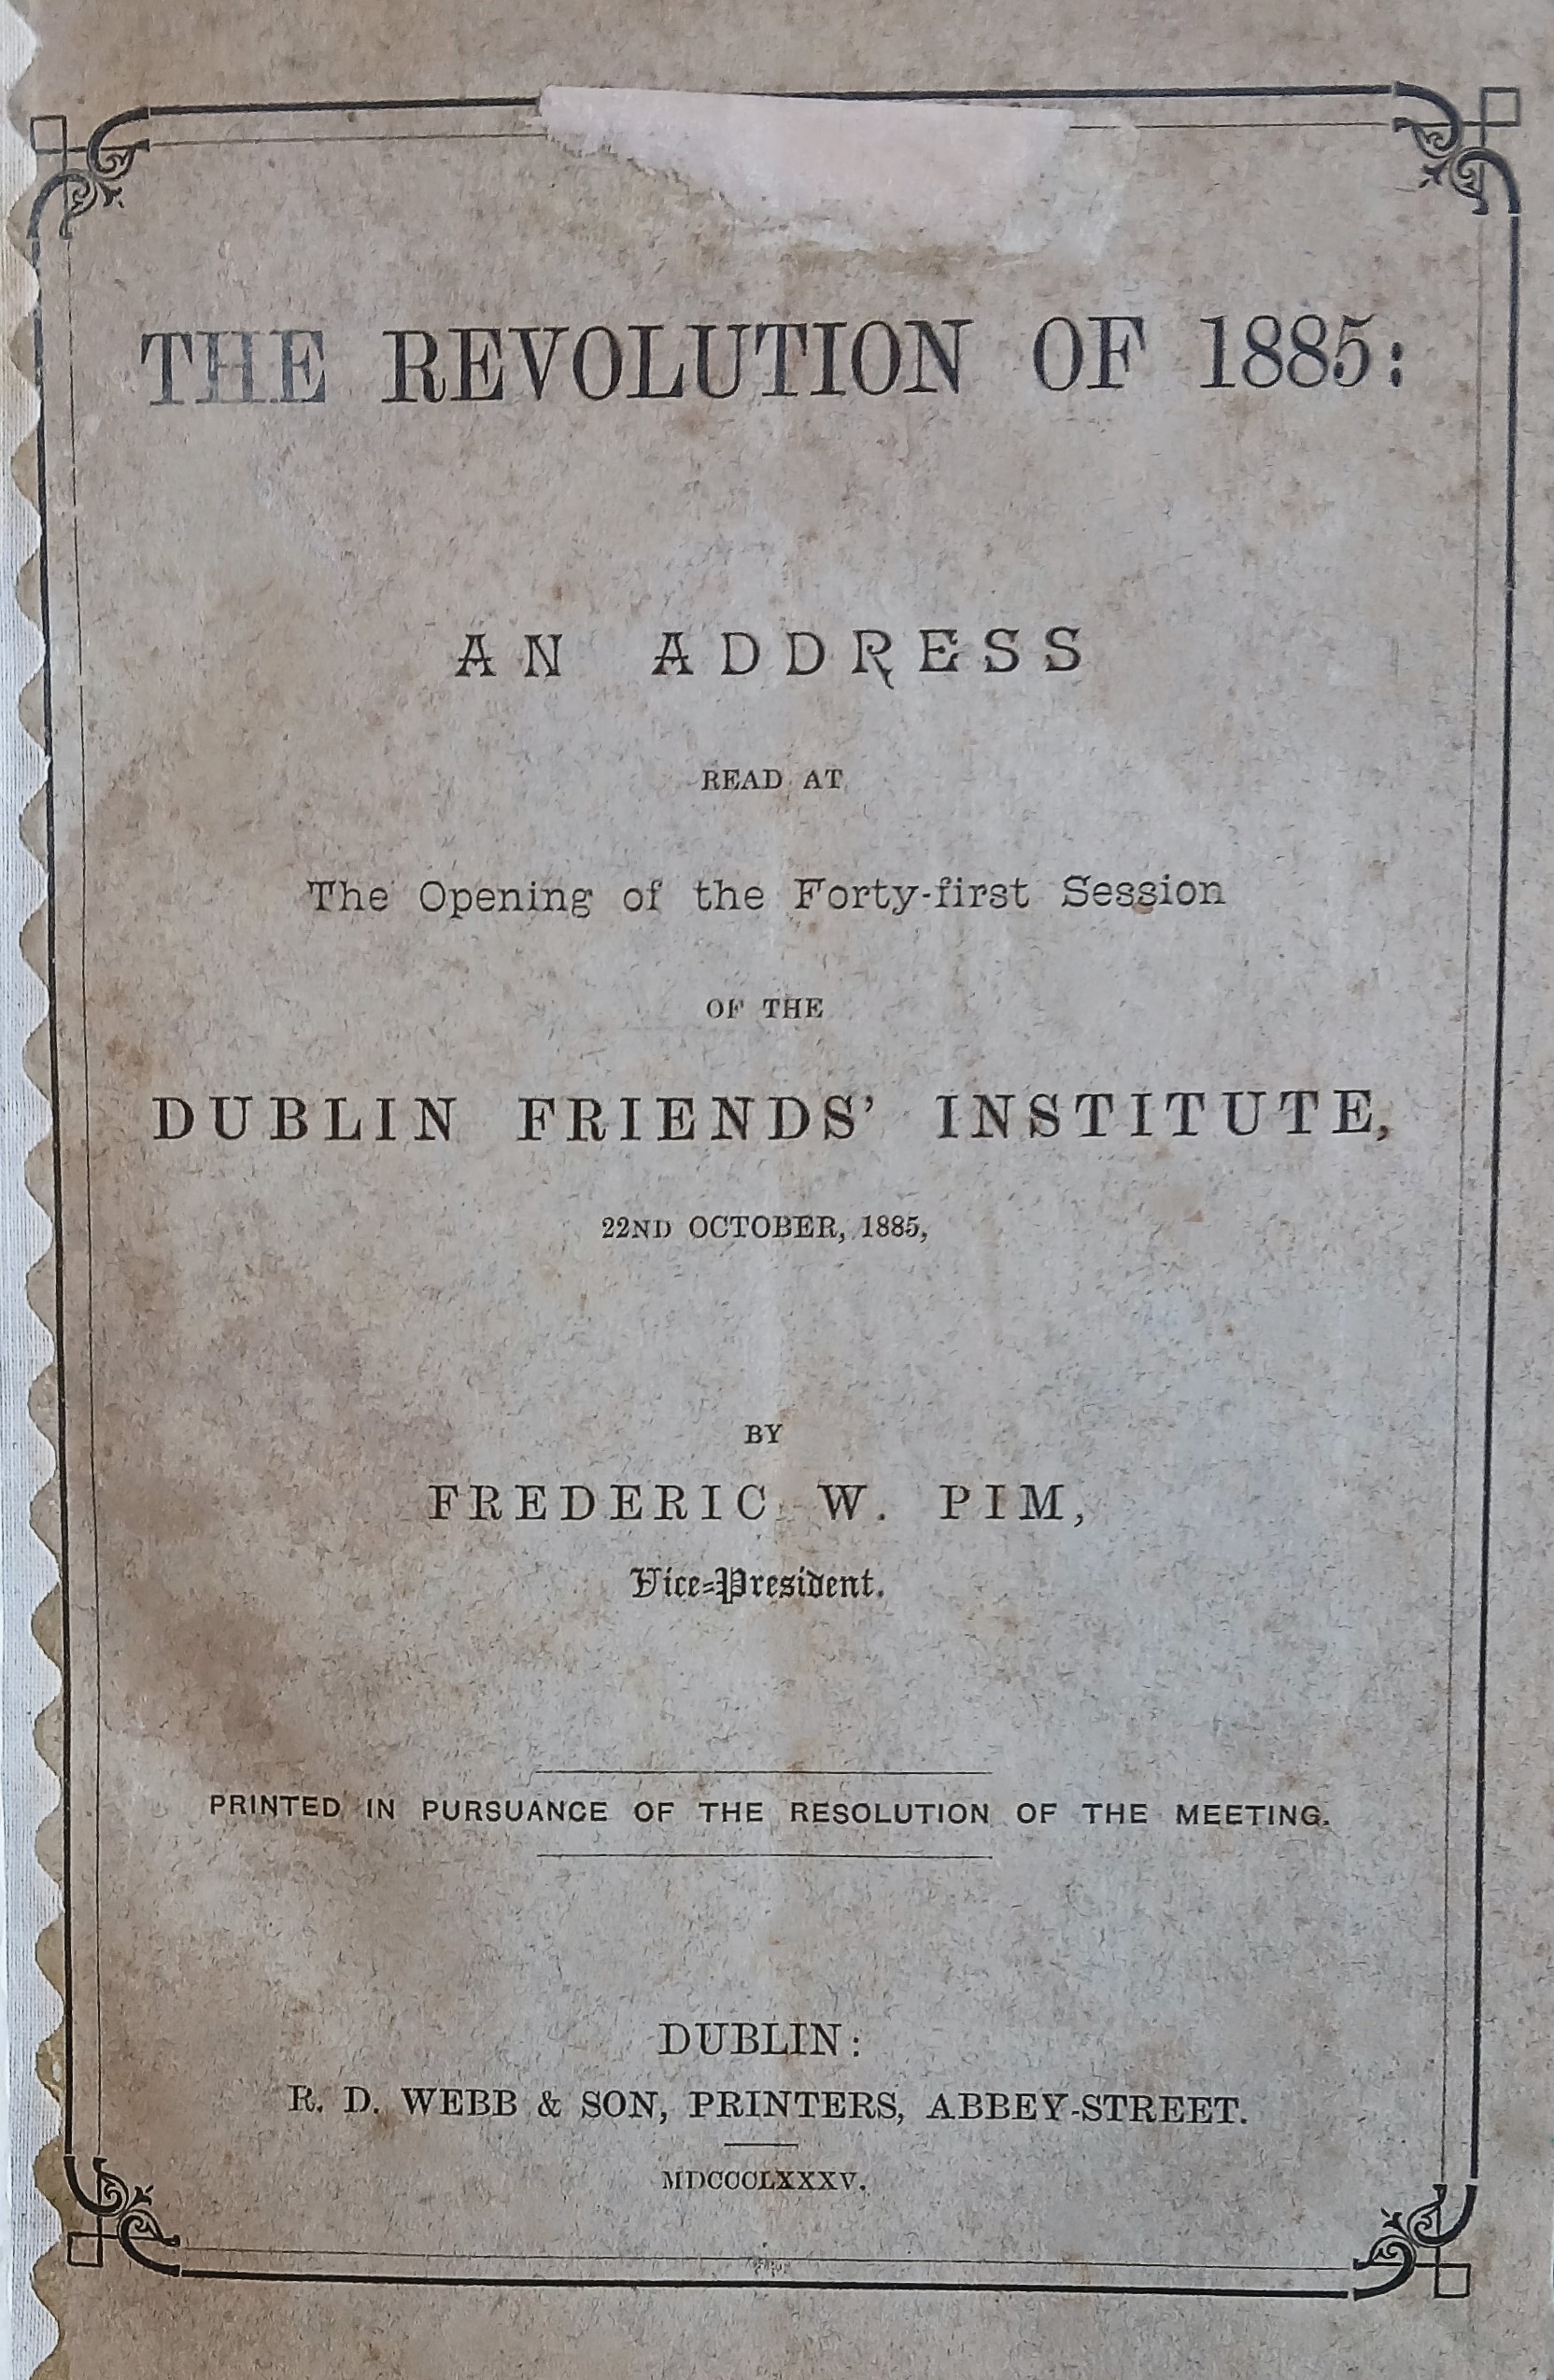 THE REVOLUTION OF 1885:
AN ADDRESS
READ AT
The Opening of the Forty-first Session
OF THE
DUBLIN FRIENDS' INSTITUTE,
22ND OCTOBER, 1885,
BY
FREDERIC W. PIM,
Vice-President.
PRINTED IN PURSUANCE OF THE RESOLUTION OF THE MEETING.
DUBLIN:
R. D. WEBB & SON, PRINTERS, ABBEY-STREET.
MDCCCLXXXV.